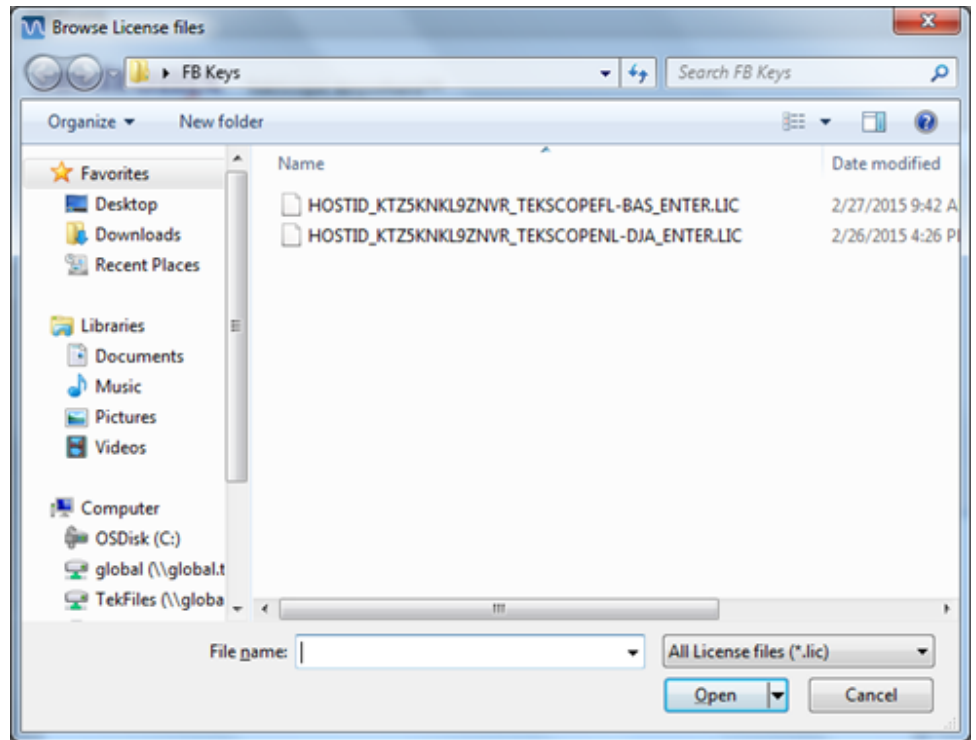 Browse License files
FB Keys
Search FB Keys
Organize
New folder
Name
Date modified
Favorites
Desktop
Downloads
Recent Places
Libraries
Documents
Music
Pictures
Videos
Computer
OSDisk (C:)
global (\\global.t
TekFiles (\\globa
HOSTID_KTZ5KNKL9ZNVR_TEKSCOPEFL-BAS_ENTER.LIC 2/27/2015 9:42 A
HOSTID_KTZ5KNKL9ZNVR_TEKSCOPENL-DJA_ENTER.LIC 2/26/2015 4:26 P
File name:
All License files (*.lic)
Open
Cancel